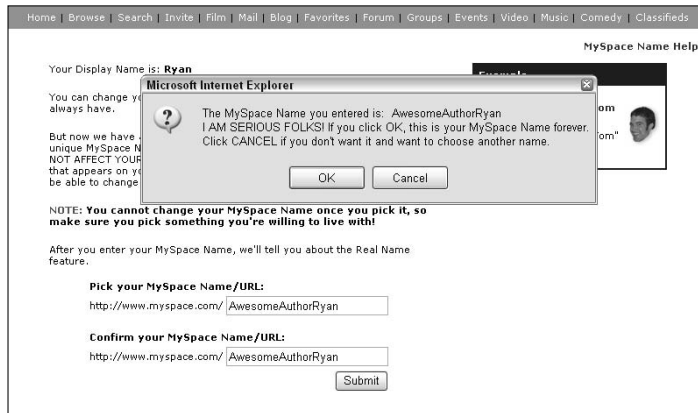 Home | Browse | Search | Invite | Film | Mail | Blog | Favorites | Forum | Groups | Events | Video | Music | Comedy | Classifieds
MySpace Name Help
Your Display Name is: Ryan
Example
Microsoft Internet Explorer
You can change yo
always have.
The MySpace Name you entered is: AwesomeAuthorRyan
I AM SERIOUS FOLKS! If you click OK, this is your MySpace Name forever.
Click CANCEL if you don't want it and want to choose another name.
om
Tom"
But now we have
unique MySpace N
NOT AFFECT YOUR
that appears on yo
be able to change
OK Cancel
NOTE: You cannot change your MySpace Name once you pick it, so
make sure you pick something you're willing to live with!
After you enter your MySpace Name, we'll tell you about the Real Name
feature.
Pick your MySpace Name/URL:
http://www.myspace.com/ AwesomeAuthorRyan
Confirm your MySpace Name/URL:
http://www.myspace.com/ AwesomeAuthorRyan
Submit